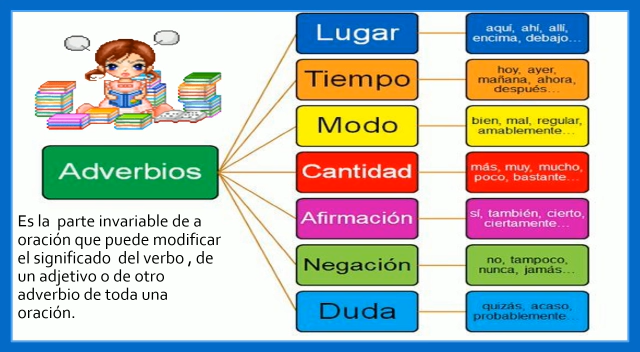 Adverbios
Es la parte invariable de a
oración que puede modificar
el significado del verbo , de
un adjetivo o de otro
adverbio de toda una
oración.
Lugar
aquí, ahí, allí,
encima, debajo...
Tiempo
hoy, ayer,
mañana, ahora,
después...
Modo
bien, mal, regular,
amablemente...
Cantidad
más, muy, mucho,
poco, bastante...
Afirmación
sí, también, cierto,
ciertamente...
Negación
no, tampoco,
nunca, jamás...
Duda
quizás, acaso,
probablemente...